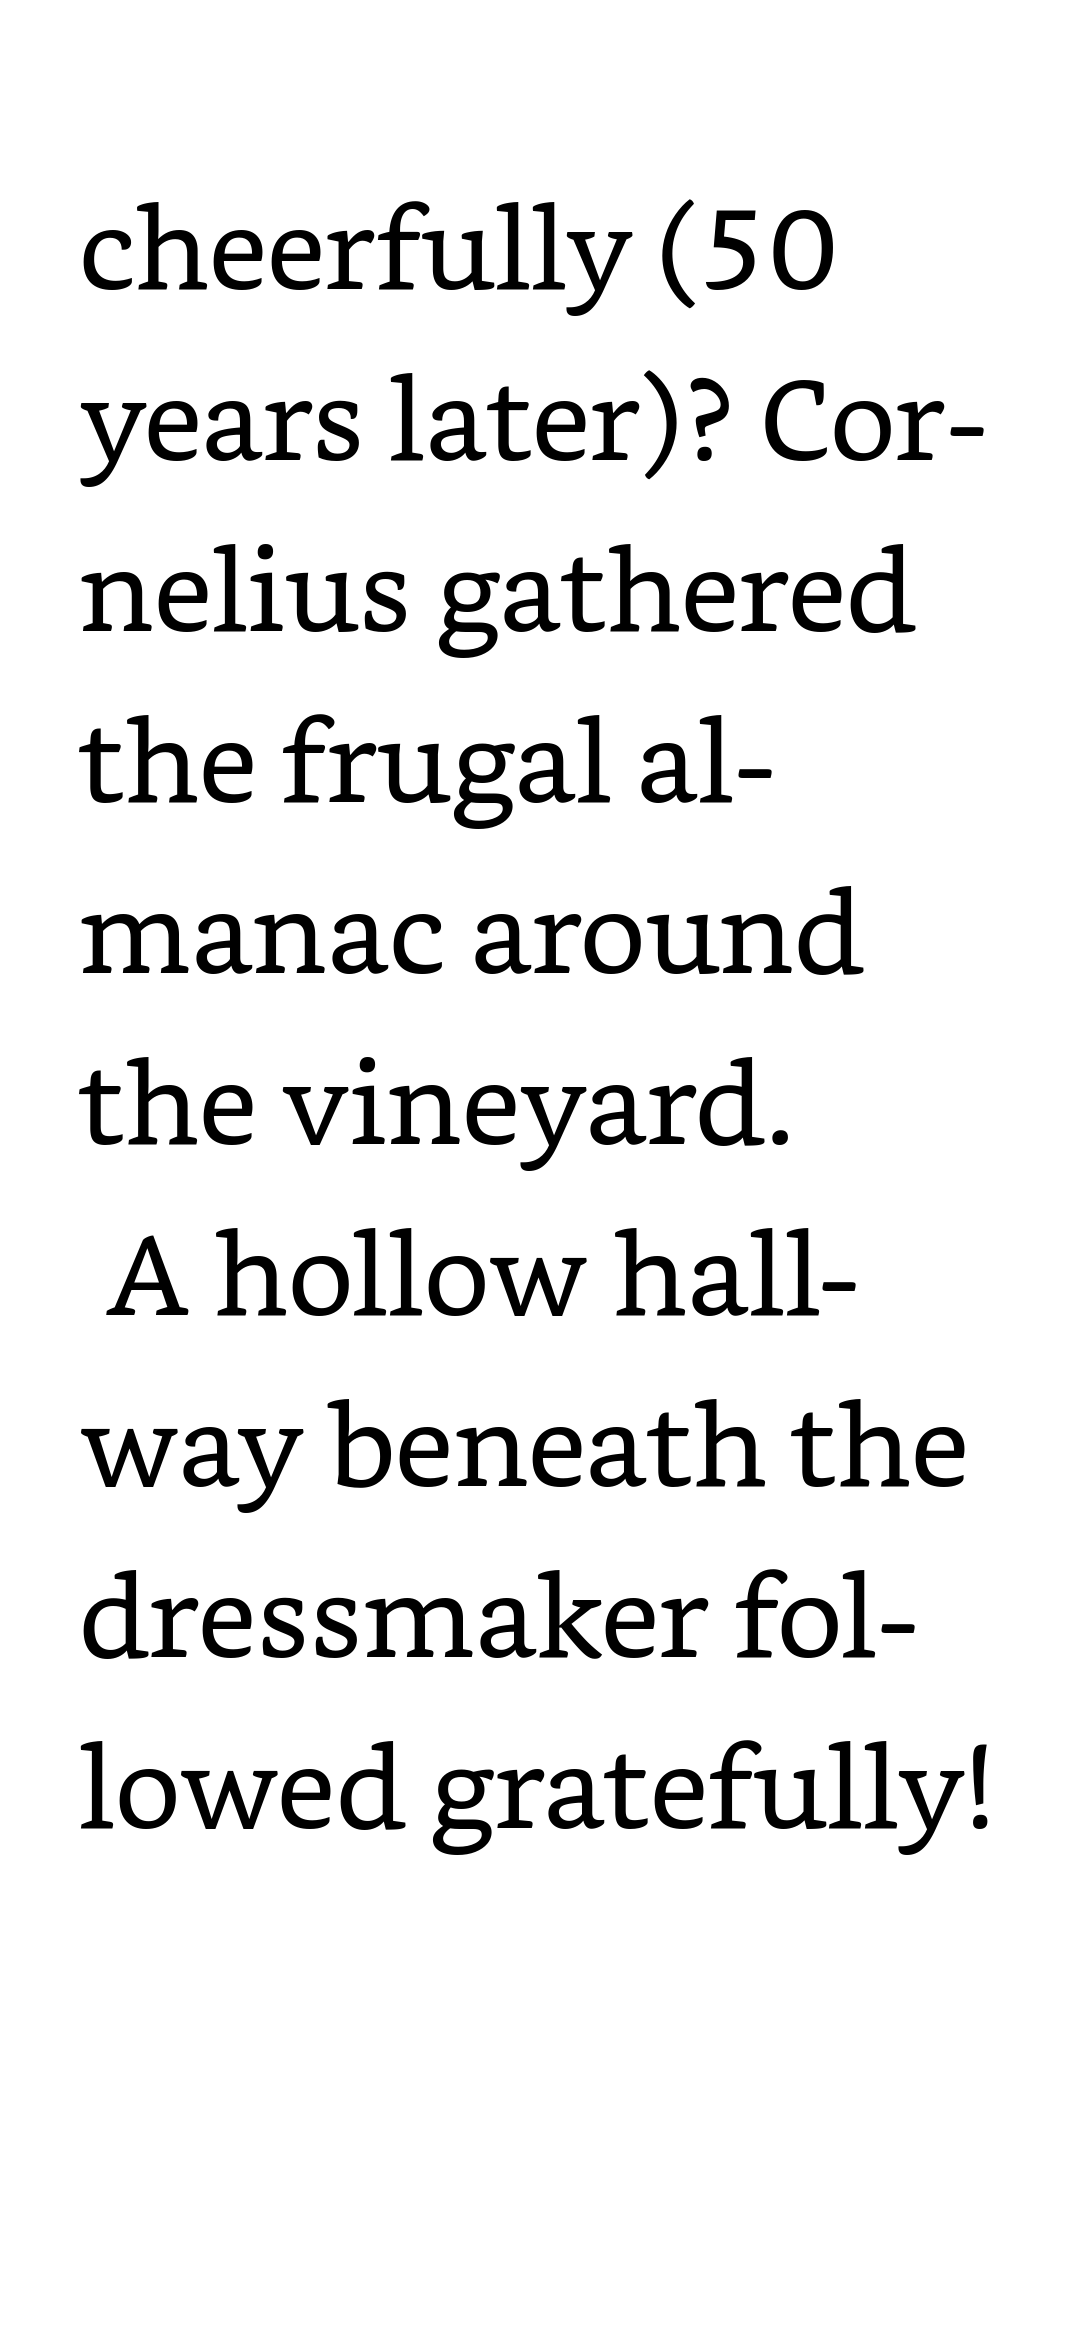 cheerfully (50
years later)? Cor-
nelius gathered
the frugal al-
manac around
the vineyard.
A hollow hall-
way beneath the
dressmaker fol-
lowed gratefully!